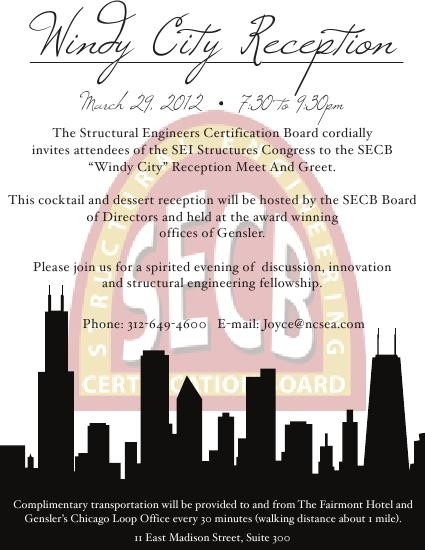 Windy City Reception
March 29, 2012 • 7:30 to 9:30pm
The Structural Engineers Certification Board cordially
invites attendees of the SEI Structures Congress to the SECB
“Windy City” Reception Meet And Greet.
This cocktail and dessert reception will be hosted by the SECB Board
of Directors and held at the award winning
offices of Gensler.
Please join us for a spirited evening of discussion, innovation
and structural engineering fellowship.
Phone: 312-649-4600 E-mail: Joyce@ncsea.com
STRUCTURAL ENGINEERING
SECB
CERTIFICATION BOARD
Complimentary transportation will be provided to and from The Fairmont Hotel and
Gensler’s Chicago Loop Office every 30 minutes (walking distance about 1 mile).
11 East Madison Street, Suite 300